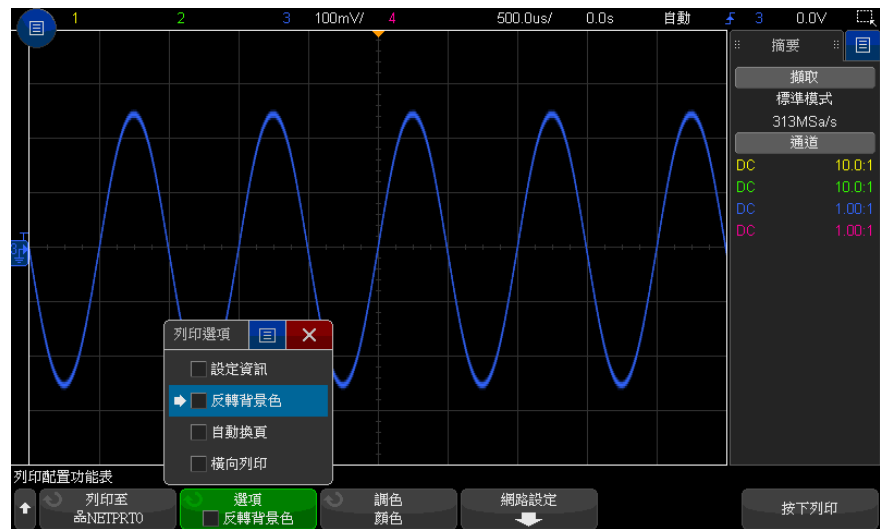 1 2 3 100mV/ 4 500.0us/ 0.0s 自動 3 0.0V
摘要
擷取
標準模式
313MSa/s
通道
DC 10.0:1
DC 10.0:1
DC 1.00:1
DC 1.00:1
T
3
列印選項
設定資訊
反轉背景色
自動換頁
橫向列印
列印配置功能表
列印至
NETPRT0
選項
反轉背景色
調色
顏色
網路設定
按下列印